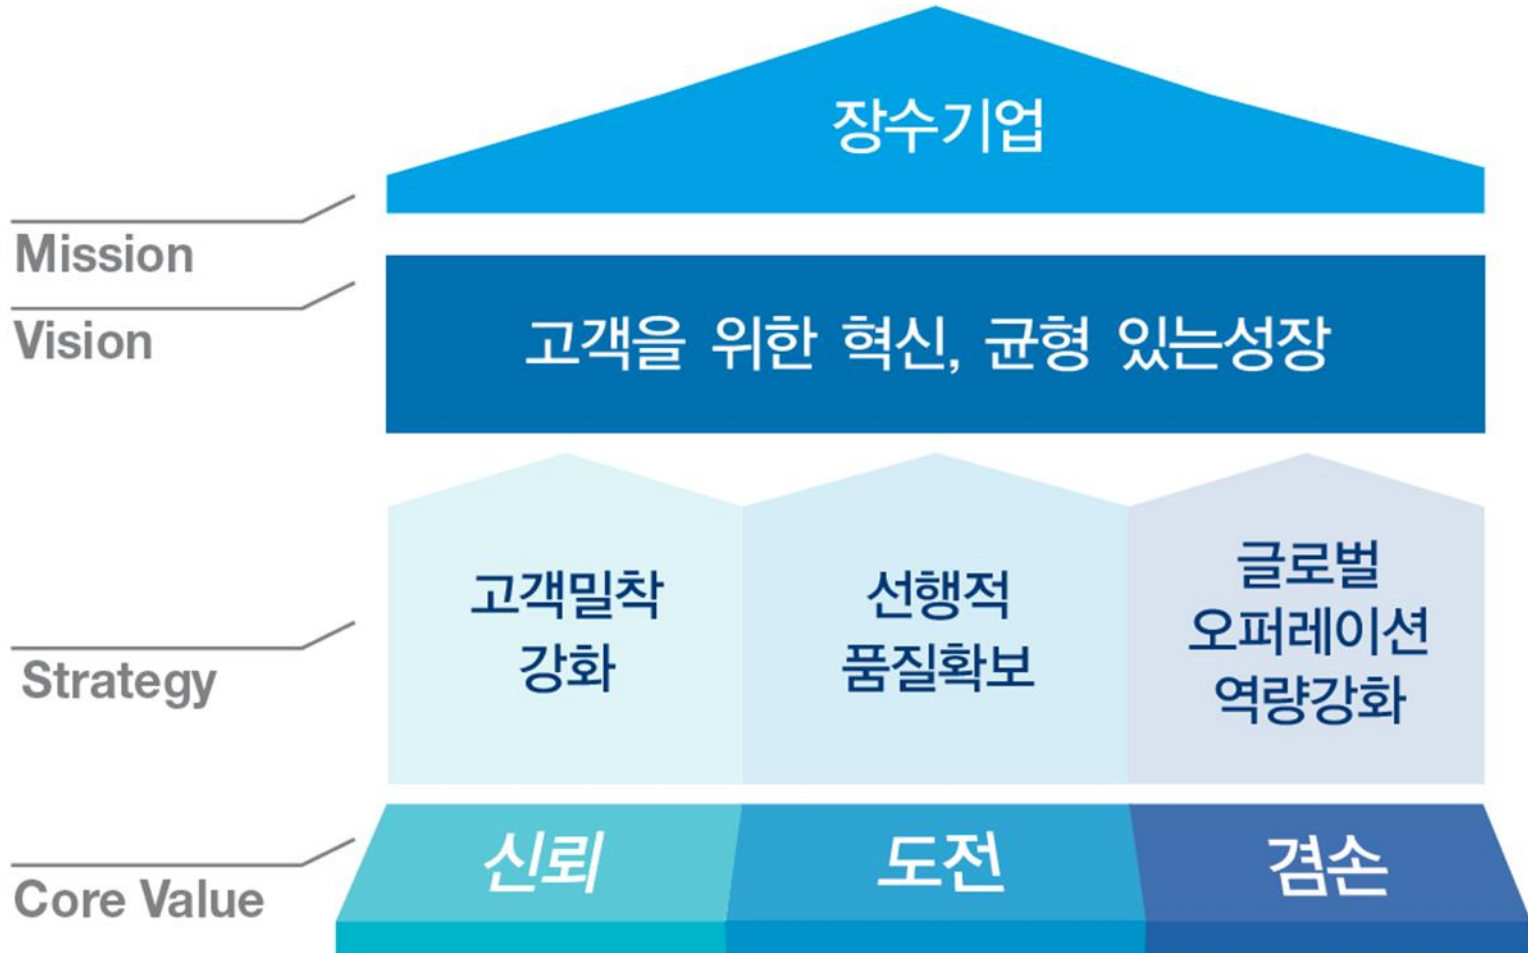 장수기업
Mission
Vision
고객을 위한 혁신, 균형 있는성장
Strategy
고객밀착
강화
선행적
품질확보
글로벌
오퍼레이션
역량강화
Core Value
신뢰
도전
겸손